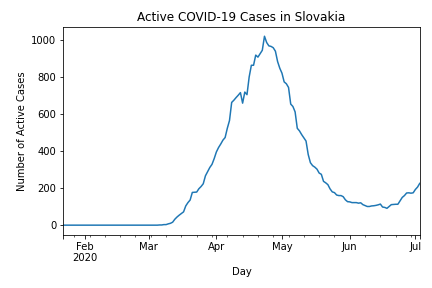 Active COVID-19 Cases in Slovakia
1000
800
600
400
200
0
Number of Active Cases
Feb Mar Apr May Jun Jul
2020
Day